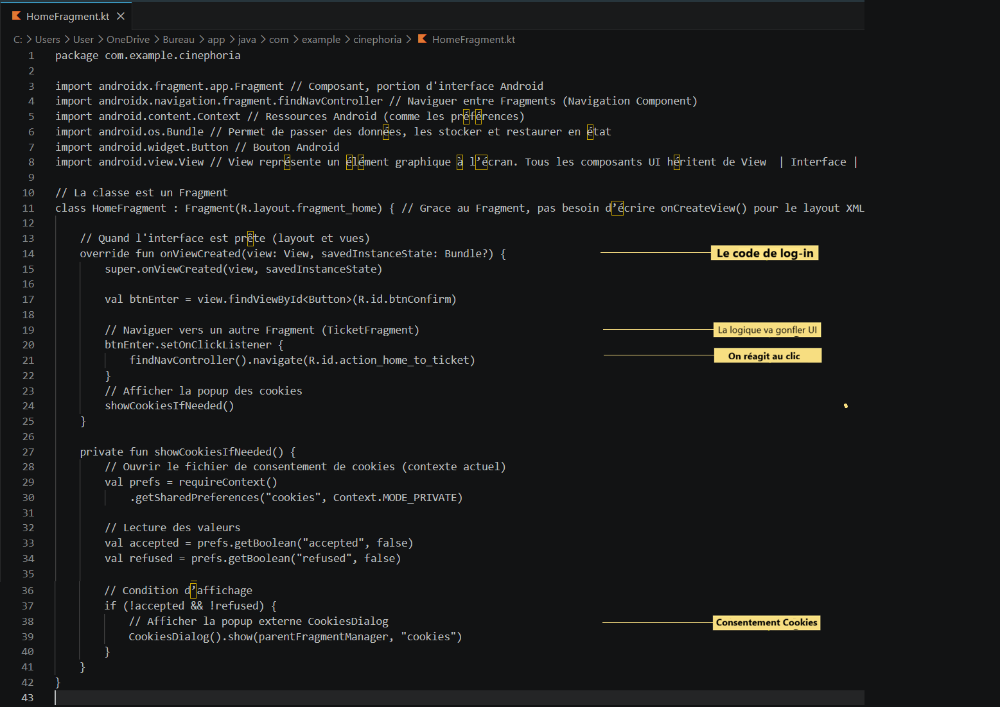 HomeFragment.kt
C: > Users > User > OneDrive > Bureau > app > java > com > example > cinephoria > HomeFragment.kt
1 package com.example.cinephoria
2
3 import androidx.fragment.app.Fragment // Composant, portion d'interface Android
4 import androidx.navigation.fragment.findNavController // Naviguer entre Fragments (Navigation Component)
5 import android.content.Context // Ressources Android (comme les préférences)
6 import android.os.Bundle // Permet de passer des données, les stocker et restaurer en état
7 import android.widget.Button // Bouton Android
8 import android.view.View // View représente un élément graphique à l’écran. Tous les composants UI héritent de View  | Interface |
9
10 // La classe est un Fragment
11 class HomeFragment : Fragment(R.layout.fragment_home) { // Grace au Fragment, pas besoin d’écrire onCreateView() pour le layout XML
12
13     // Quand l'interface est prête (layout et vues)
14     override fun onViewCreated(view: View, savedInstanceState: Bundle?) { Le code de log-in
15         super.onViewCreated(view, savedInstanceState)
16
17         val btnEnter = view.findViewById<Button>(R.id.btnConfirm)
18
19         // Naviguer vers un autre Fragment (TicketFragment) La logique va gonfler UI
20         btnEnter.setOnClickListener {
On réagit au clic
21             findNavController().navigate(R.id.action_home_to_ticket)
22         }
23         // Afficher la popup des cookies
24         showCookiesIfNeeded()
25     }
26
27     private fun showCookiesIfNeeded() {
28         // Ouvrir le fichier de consentement de cookies (contexte actuel)
29         val prefs = requireContext()
30             .getSharedPreferences("cookies", Context.MODE_PRIVATE)
31
32         // Lecture des valeurs
33         val accepted = prefs.getBoolean("accepted", false)
34         val refused = prefs.getBoolean("refused", false)
35
36         // Condition d’affichage
37         if (!accepted && !refused) {
38             // Afficher la popup externe CookiesDialog Consentement Cookies
39             CookiesDialog().show(parentFragmentManager, "cookies")
40         }
41     }
42 }
43